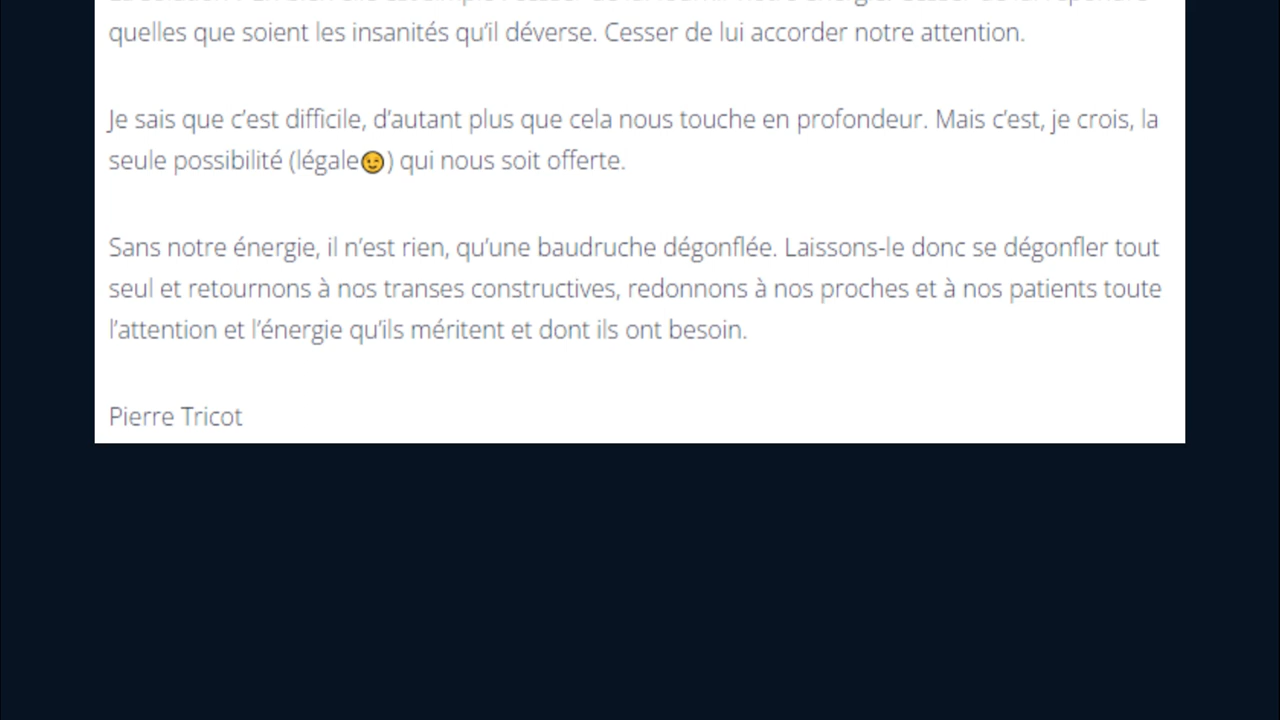 quelles que soient les insanités qu’il déverse. Cesser de lui accorder notre attention.
Je sais que c’est difficile, d’autant plus que cela nous touche en profondeur. Mais c’est, je crois, la
seule possibilité (légale😉) qui nous soit offerte.
Sans notre énergie, il n’est rien, qu’une baudruche dégonflée. Laissons-le donc se dégonfler tout
seul et retournons à nos transes constructives, redonnons à nos proches et à nos patients toute
l’attention et l’énergie qu’ils méritent et dont ils ont besoin.
Pierre Tricot